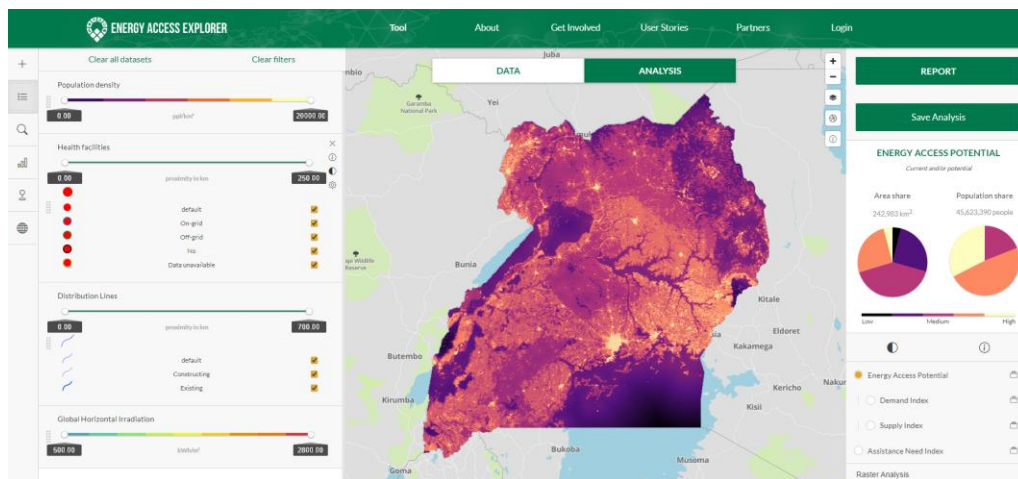 ENERGY ACCESS EXPLORER
Tool
About
Get Involved
User Stories
Partners
Login
Clear all datasets
Clear filters
Population density
0.00
ppl/km²
20000.00
Health facilities
0.00
proximity to km
250.00
default
On-grid
Off-grid
No
Data unavailable
Distribution Lines
0.00
proximity to km
700.00
default
Constructing
Existing
Global Horizontal Irradiation
500.00
kWh/m²
2800.00
DATA
ANALYSIS
Juba
Garamba
National Park
Yei
Bunia
Reserve
Butembo
Kirumba
Goma
Bukoba
Musoma
Kitale
Eldoret
Kakamega
Kericho
Kisii
REPORT
Save Analysis
ENERGY ACCESS POTENTIAL
Current and/or potential
Area share
Population share
242,983 km²
45,623,390 people
Low
Medium
High
Energy Access Potential
Demand Index
Supply Index
Assistance Need Index
Raster Analysis